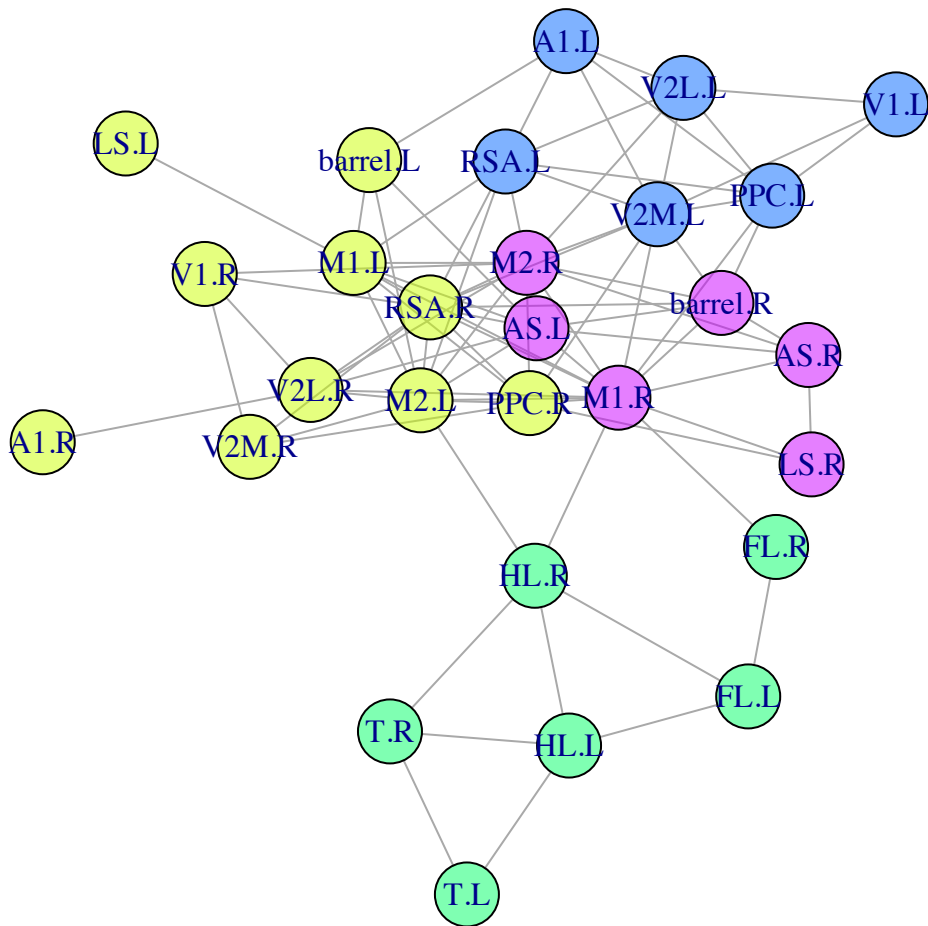 A1.L
V2L.L
V1.L
LS.L
barrel.L
RSA.L
PPC.L
V2M.L
V1.R
M1.L
M2.R
RSA.R
barrel.R
AS.L
AS.R
V2L.R
M2.L
PPC.R
M1.R
A1.R
V2M.R
LS.R
HL.R
FL.R
FL.L
T.R
HL.L
T.L